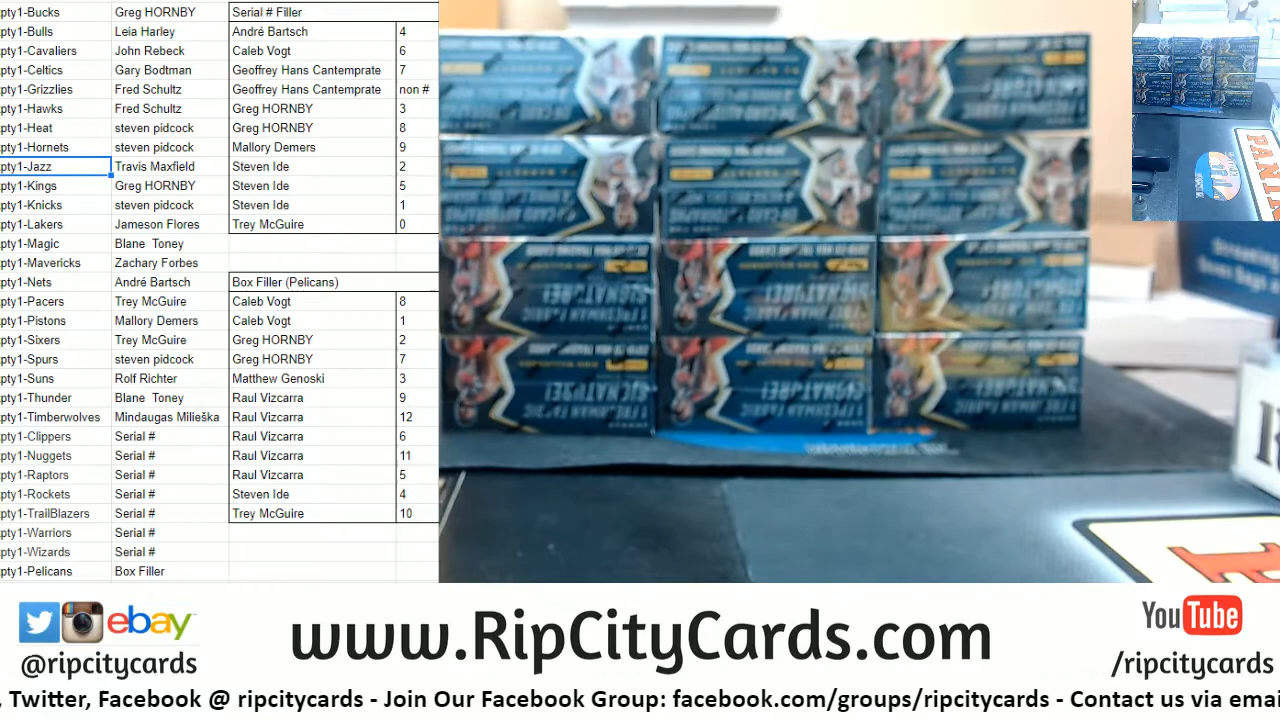 pty1-Bucks Greg HORNBY Serial # Filler
pty1-Bulls Leia Harley André Bartsch 4
pty1-Cavaliers John Rebeck Caleb Vogt 6
pty1-Celtics Gary Bodtman Geoffrey Hans Cantemprate 7
pty1-Grizzlies Fred Schultz Geoffrey Hans Cantemprate non #
pty1-Hawks Fred Schultz Greg HORNBY 3
pty1-Heat steven pidcock Greg HORNBY 8
pty1-Hornets steven pidcock Mallory Demers 9
pty1-Jazz Travis Maxfield Steven Ide 2
pty1-Kings Greg HORNBY Steven Ide 5
pty1-Knicks steven pidcock Steven Ide 1
pty1-Lakers Jameson Flores Trey McGuire 0
pty1-Magic Blane Toney
pty1-Mavericks Zachary Forbes
pty1-Nets André Bartsch Box Filler (Pelicans)
pty1-Pacers Trey McGuire Caleb Vogt 8
pty1-Pistons Mallory Demers Caleb Vogt 1
pty1-Sixers Trey McGuire Greg HORNBY 2
pty1-Spurs steven pidcock Greg HORNBY 7
pty1-Suns Rolf Richter Matthew Genoski 3
pty1-Thunder Blane Toney Raul Vizcarra 9
pty1-Timberwolves Mindaugas Milieška Raul Vizcarra 12
pty1-Clippers Serial # Raul Vizcarra 6
pty1-Nuggets Serial # Raul Vizcarra 11
pty1-Raptors Serial # Raul Vizcarra 5
pty1-Rockets Serial # Steven Ide 4
pty1-TrailBlazers Serial # Trey McGuire 10
pty1-Warriors Serial #
pty1-Wizards Serial #
pty1-Pelicans Box Filler
PANI
ebay
@ripcitycards
www.RipCityCards.com
YouTube
/ripcitycards
, Twitter, Facebook @ ripcitycards - Join Our Facebook Group: facebook.com/groups/ripcitycards - Contact us via emai